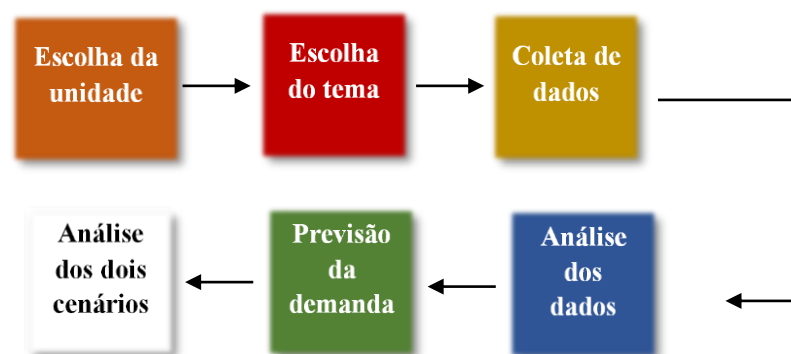 Escolha da
unidade
Escolha
do tema
Coleta de
dados
Análise
dos
dados
Previsão
da
demanda
Análise
dos dois
cenários